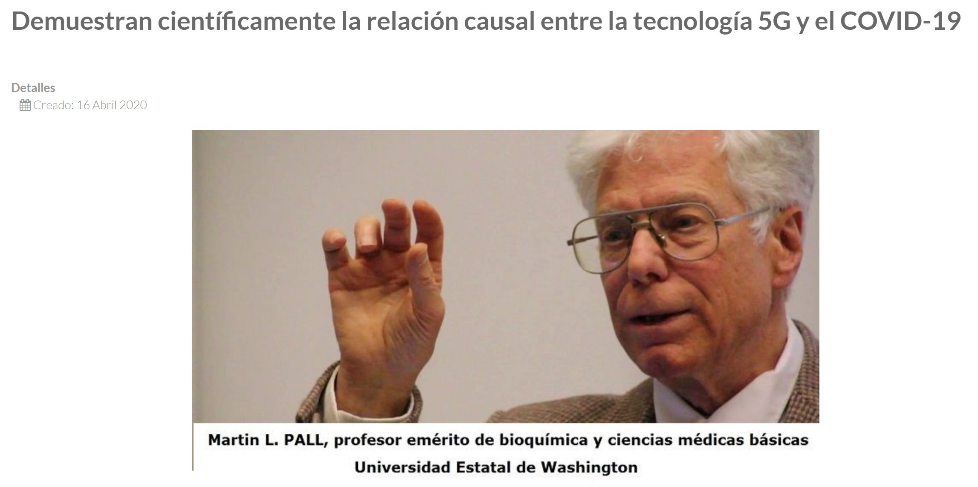 Demuestran científicamente la relación causal entre la tecnología 5G y el COVID-19
Detalles
Creado: 16 Abril 2020
Martin L. PALL, profesor emérito de bioquímica y ciencias médicas básicas
Universidad Estatal de Washington